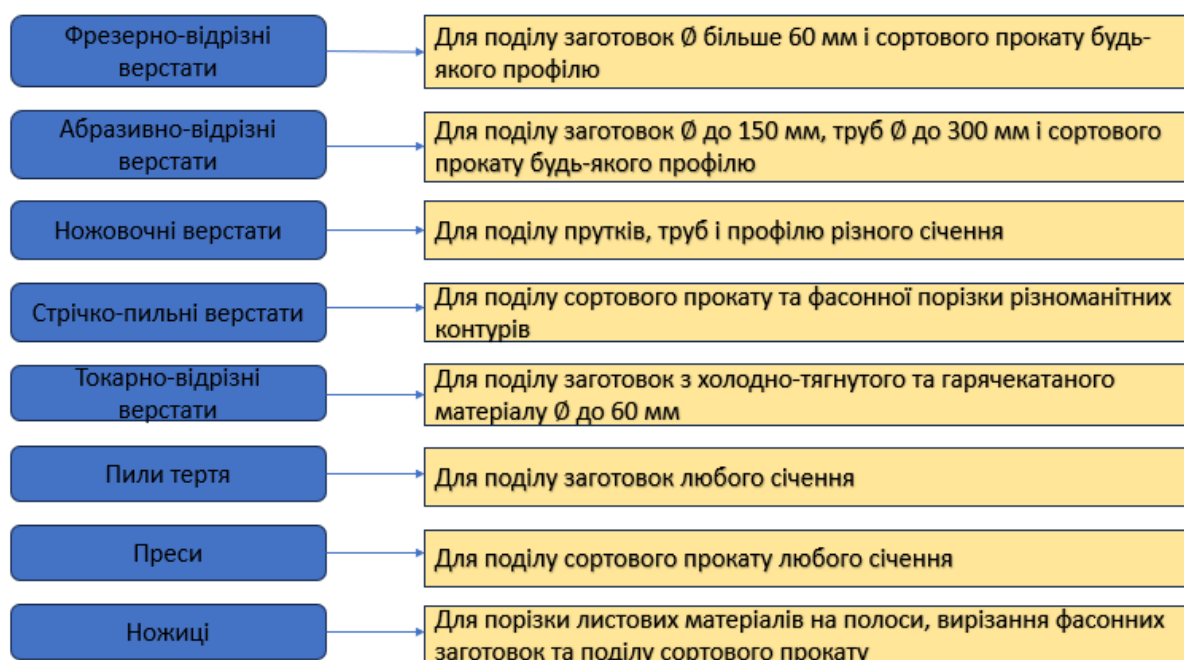 Фрезерно-відрізні
верстати
Для поділу заготовок Ø більше 60 мм і сортового прокату будь-
якого профілю
Абразивно-відрізні
верстати
Для поділу заготовок Ø до 150 мм, труб Ø до 300 мм і сортового
прокату будь-якого профілю
Ножовочні верстати
Для поділу прутків, труб і профілю різного січення
Стрічко-пильні верстати
Для поділу сортового прокату та фасонної порізки різноманітних
контурів
Токарно-відрізні
верстати
Для поділу заготовок з холодно-тягнутого та гарячекатаного
матеріалу Ø до 60 мм
Пили тертя
Для поділу заготовок любого січення
Преси
Для поділу сортового прокату любого січення
Ножиці
Для порізки листових матеріалів на полоси, вирізання фасонних
заготовок та поділу сортового прокату